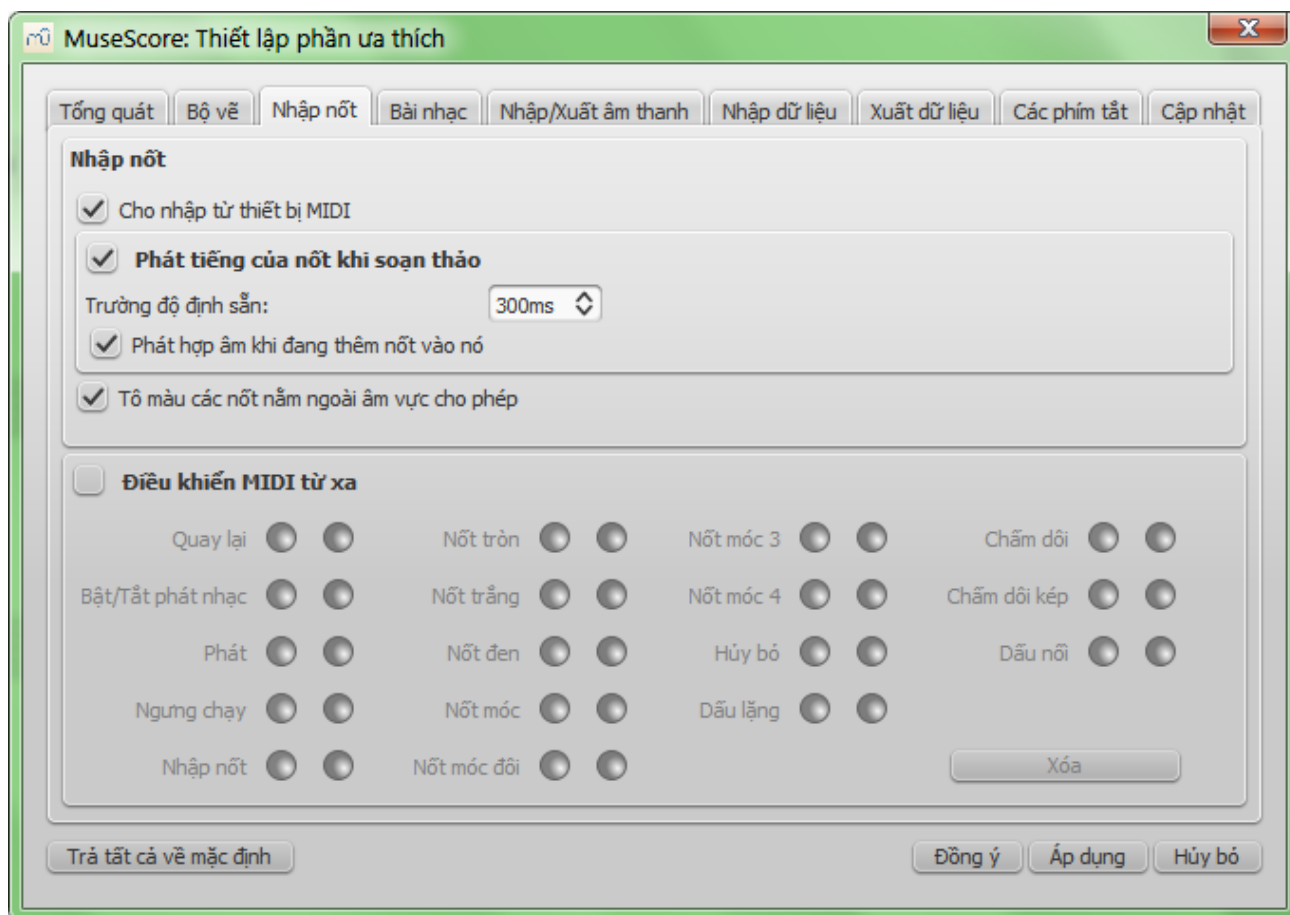 MuseScore: Thiết lập phần ưa thích
Tổng quát Bộ vẽ Nhập nốt Bài nhạc Nhập/Xuất âm thanh Nhập dữ liệu Xuất dữ liệu Các phím tắt Cập nhật
Nhập nốt
Cho nhập từ thiết bị MIDI
Phát tiếng của nốt khi soạn thảo
Trường độ định sẵn: 300ms
Phát hợp âm khi đang thêm nốt vào nó
Tô màu các nốt nằm ngoài âm vực cho phép
Điều khiển MIDI từ xa
Quay lại Nốt tròn Nốt móc 3 Chấm dôi
Bật/Tắt phát nhạc Nốt trắng Nốt móc 4 Chấm dôi kép
Phát Nốt đen Hủy bỏ Dấu nối
Ngưng chạy Nốt móc Dấu lặng
Nhập nốt Nốt móc đôi Xóa
Trả tất cả về mặc định Đồng ý Áp dụng Hủy bỏ